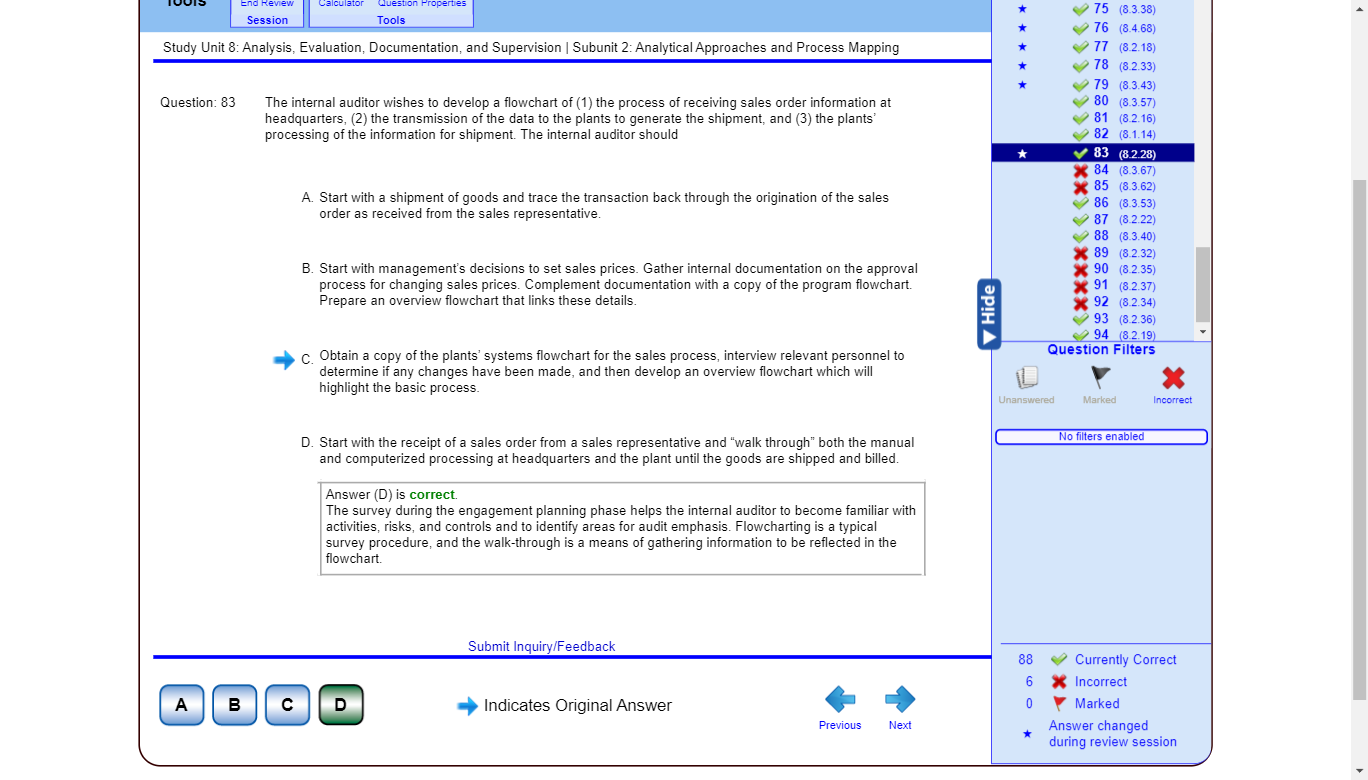 Tools
End Review
Session
Calculator Question Properties
Tools
Study Unit 8: Analysis, Evaluation, Documentation, and Supervision | Subunit 2: Analytical Approaches and Process Mapping
Question: 83
The internal auditor wishes to develop a flowchart of (1) the process of receiving sales order information at
headquarters, (2) the transmission of the data to the plants to generate the shipment, and (3) the plants’
processing of the information for shipment. The internal auditor should
A. Start with a shipment of goods and trace the transaction back through the origination of the sales
order as received from the sales representative.
B. Start with management’s decisions to set sales prices. Gather internal documentation on the approval
process for changing sales prices. Complement documentation with a copy of the program flowchart.
Prepare an overview flowchart that links these details.
C. Obtain a copy of the plants’ systems flowchart for the sales process, interview relevant personnel to
determine if any changes have been made, and then develop an overview flowchart which will
highlight the basic process.
D. Start with the receipt of a sales order from a sales representative and “walk through” both the manual
and computerized processing at headquarters and the plant until the goods are shipped and billed.
Answer (D) is correct.
The survey during the engagement planning phase helps the internal auditor to become familiar with
activities, risks, and controls and to identify areas for audit emphasis. Flowcharting is a typical
survey procedure, and the walk-through is a means of gathering information to be reflected in the
flowchart.
Submit Inquiry/Feedback
A B C D
Indicates Original Answer
Previous
Next
75 (8.3.38)
76 (8.4.68)
77 (8.2.18)
78 (8.2.33)
79 (8.3.43)
80 (8.3.57)
81 (8.2.16)
82 (8.1.14)
83 (8.2.28)
84 (8.3.67)
85 (8.3.62)
86 (8.3.53)
87 (8.2.22)
88 (8.3.40)
89 (8.2.32)
90 (8.2.35)
91 (8.2.37)
92 (8.2.34)
93 (8.2.36)
94 (8.2.19)
Hide
Question Filters
Unanswered
Marked
Incorrect
No filters enabled
88 Currently Correct
6 Incorrect
0 Marked
Answer changed
during review session